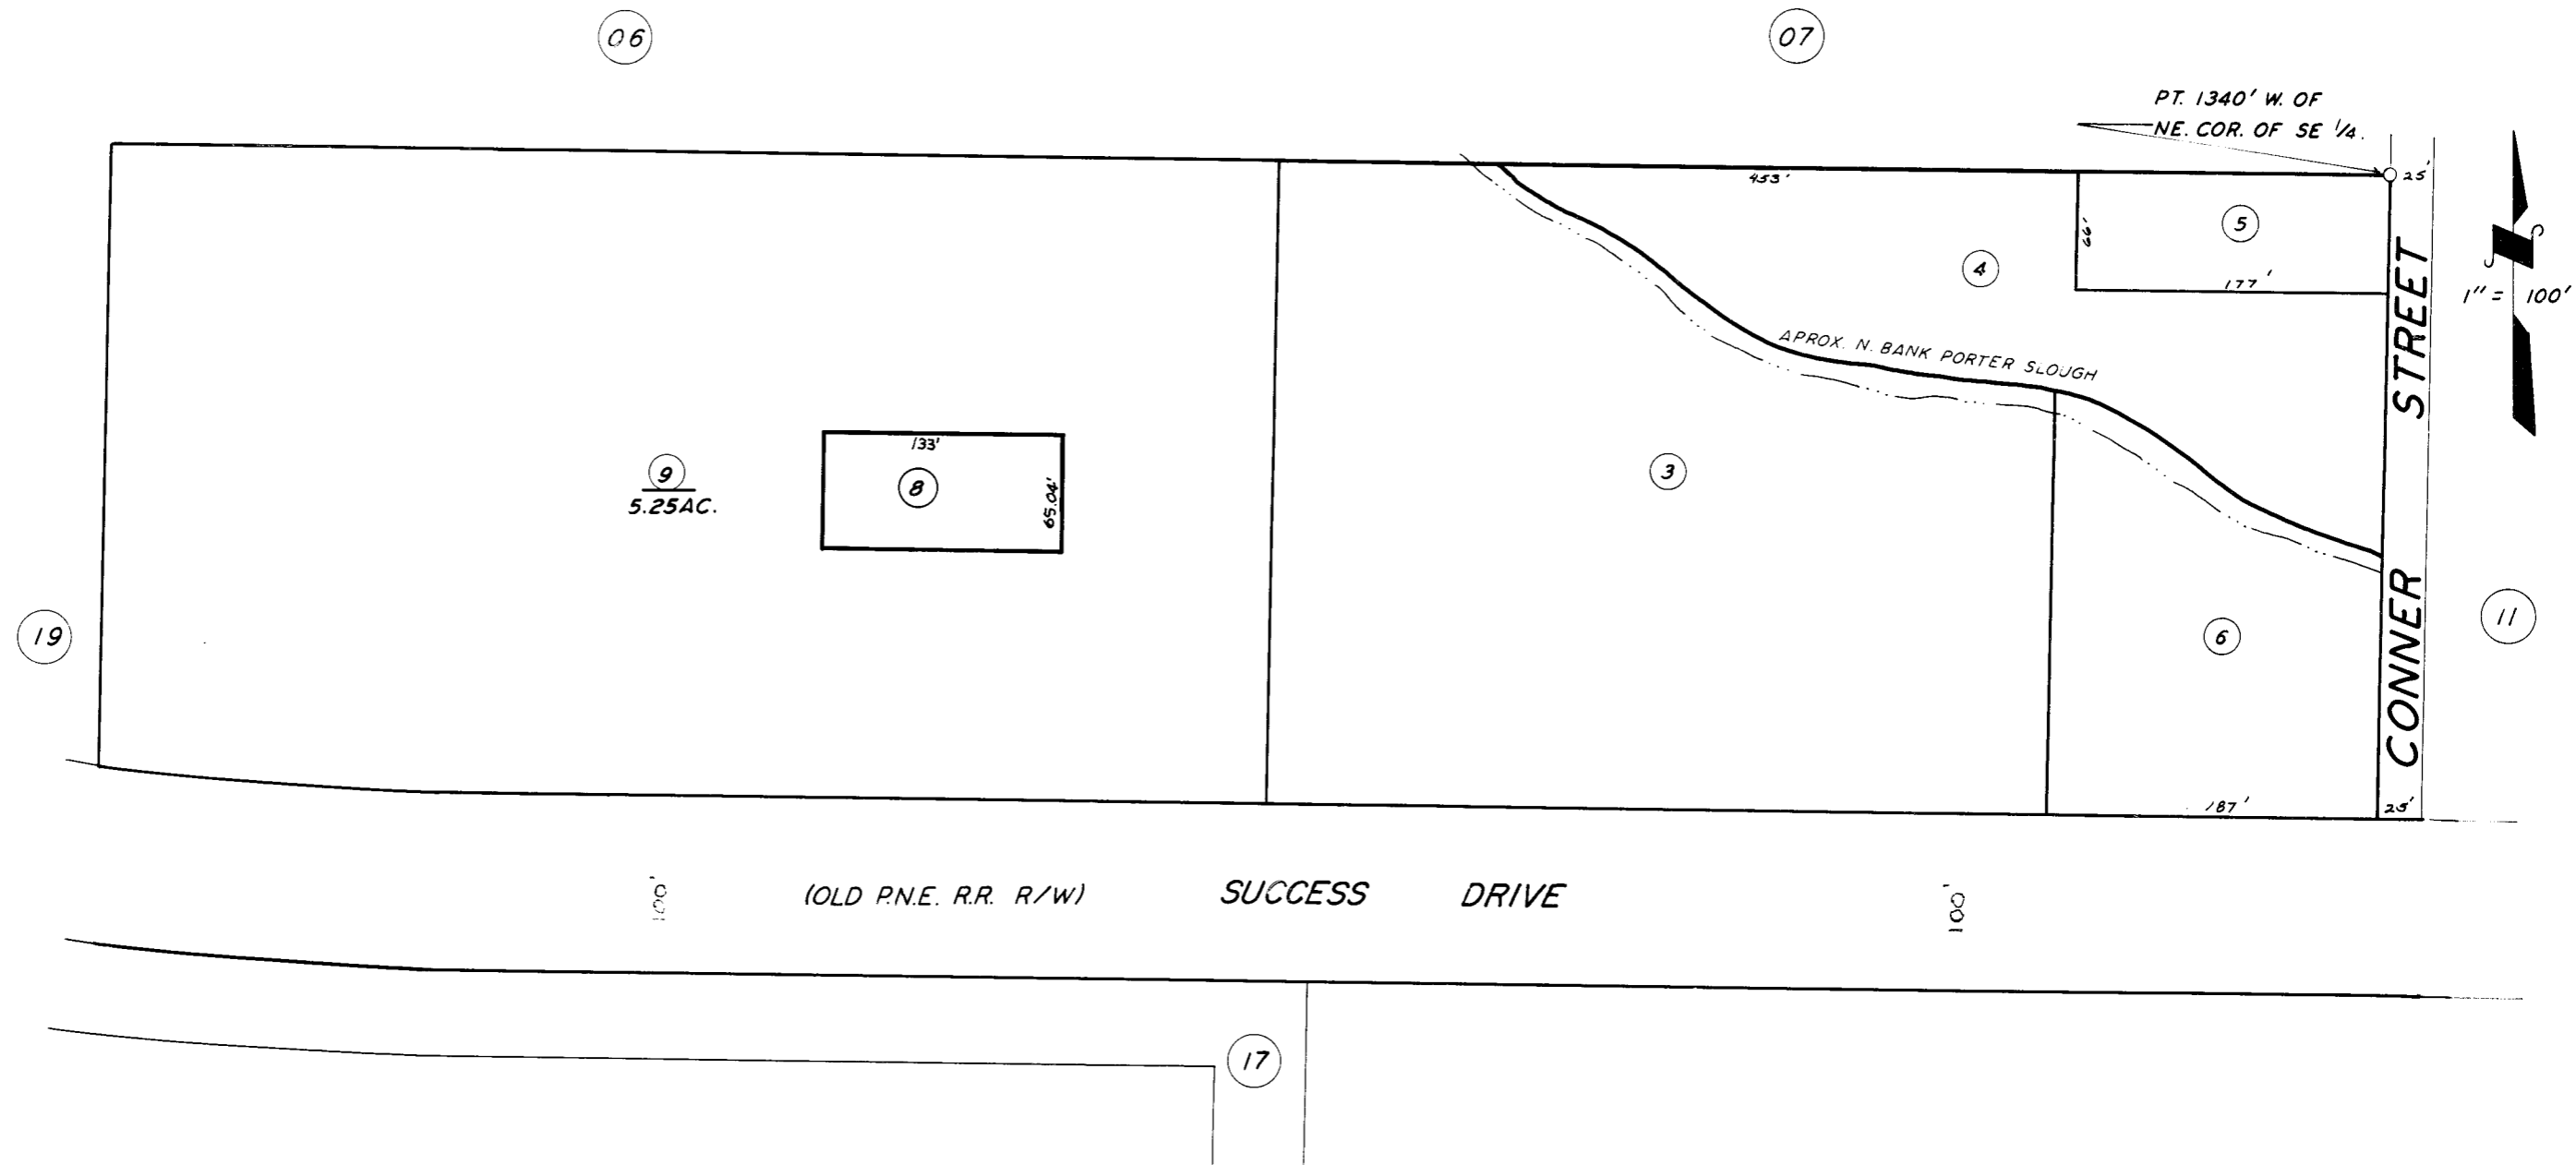 06
07
PT. 1340' W. OF
NE. COR. OF SE 1/4.
25'
453'
5
66'
4
177'
1" = 100'
STREET
APROX. N. BANK PORTER SLOUGH
133'
9
5.25AC.
8
65.04'
3
19
CONNER
6
11
187'
25'
100'
(OLD P.N.E. R.R. R/W)
SUCCESS DRIVE
100'
17